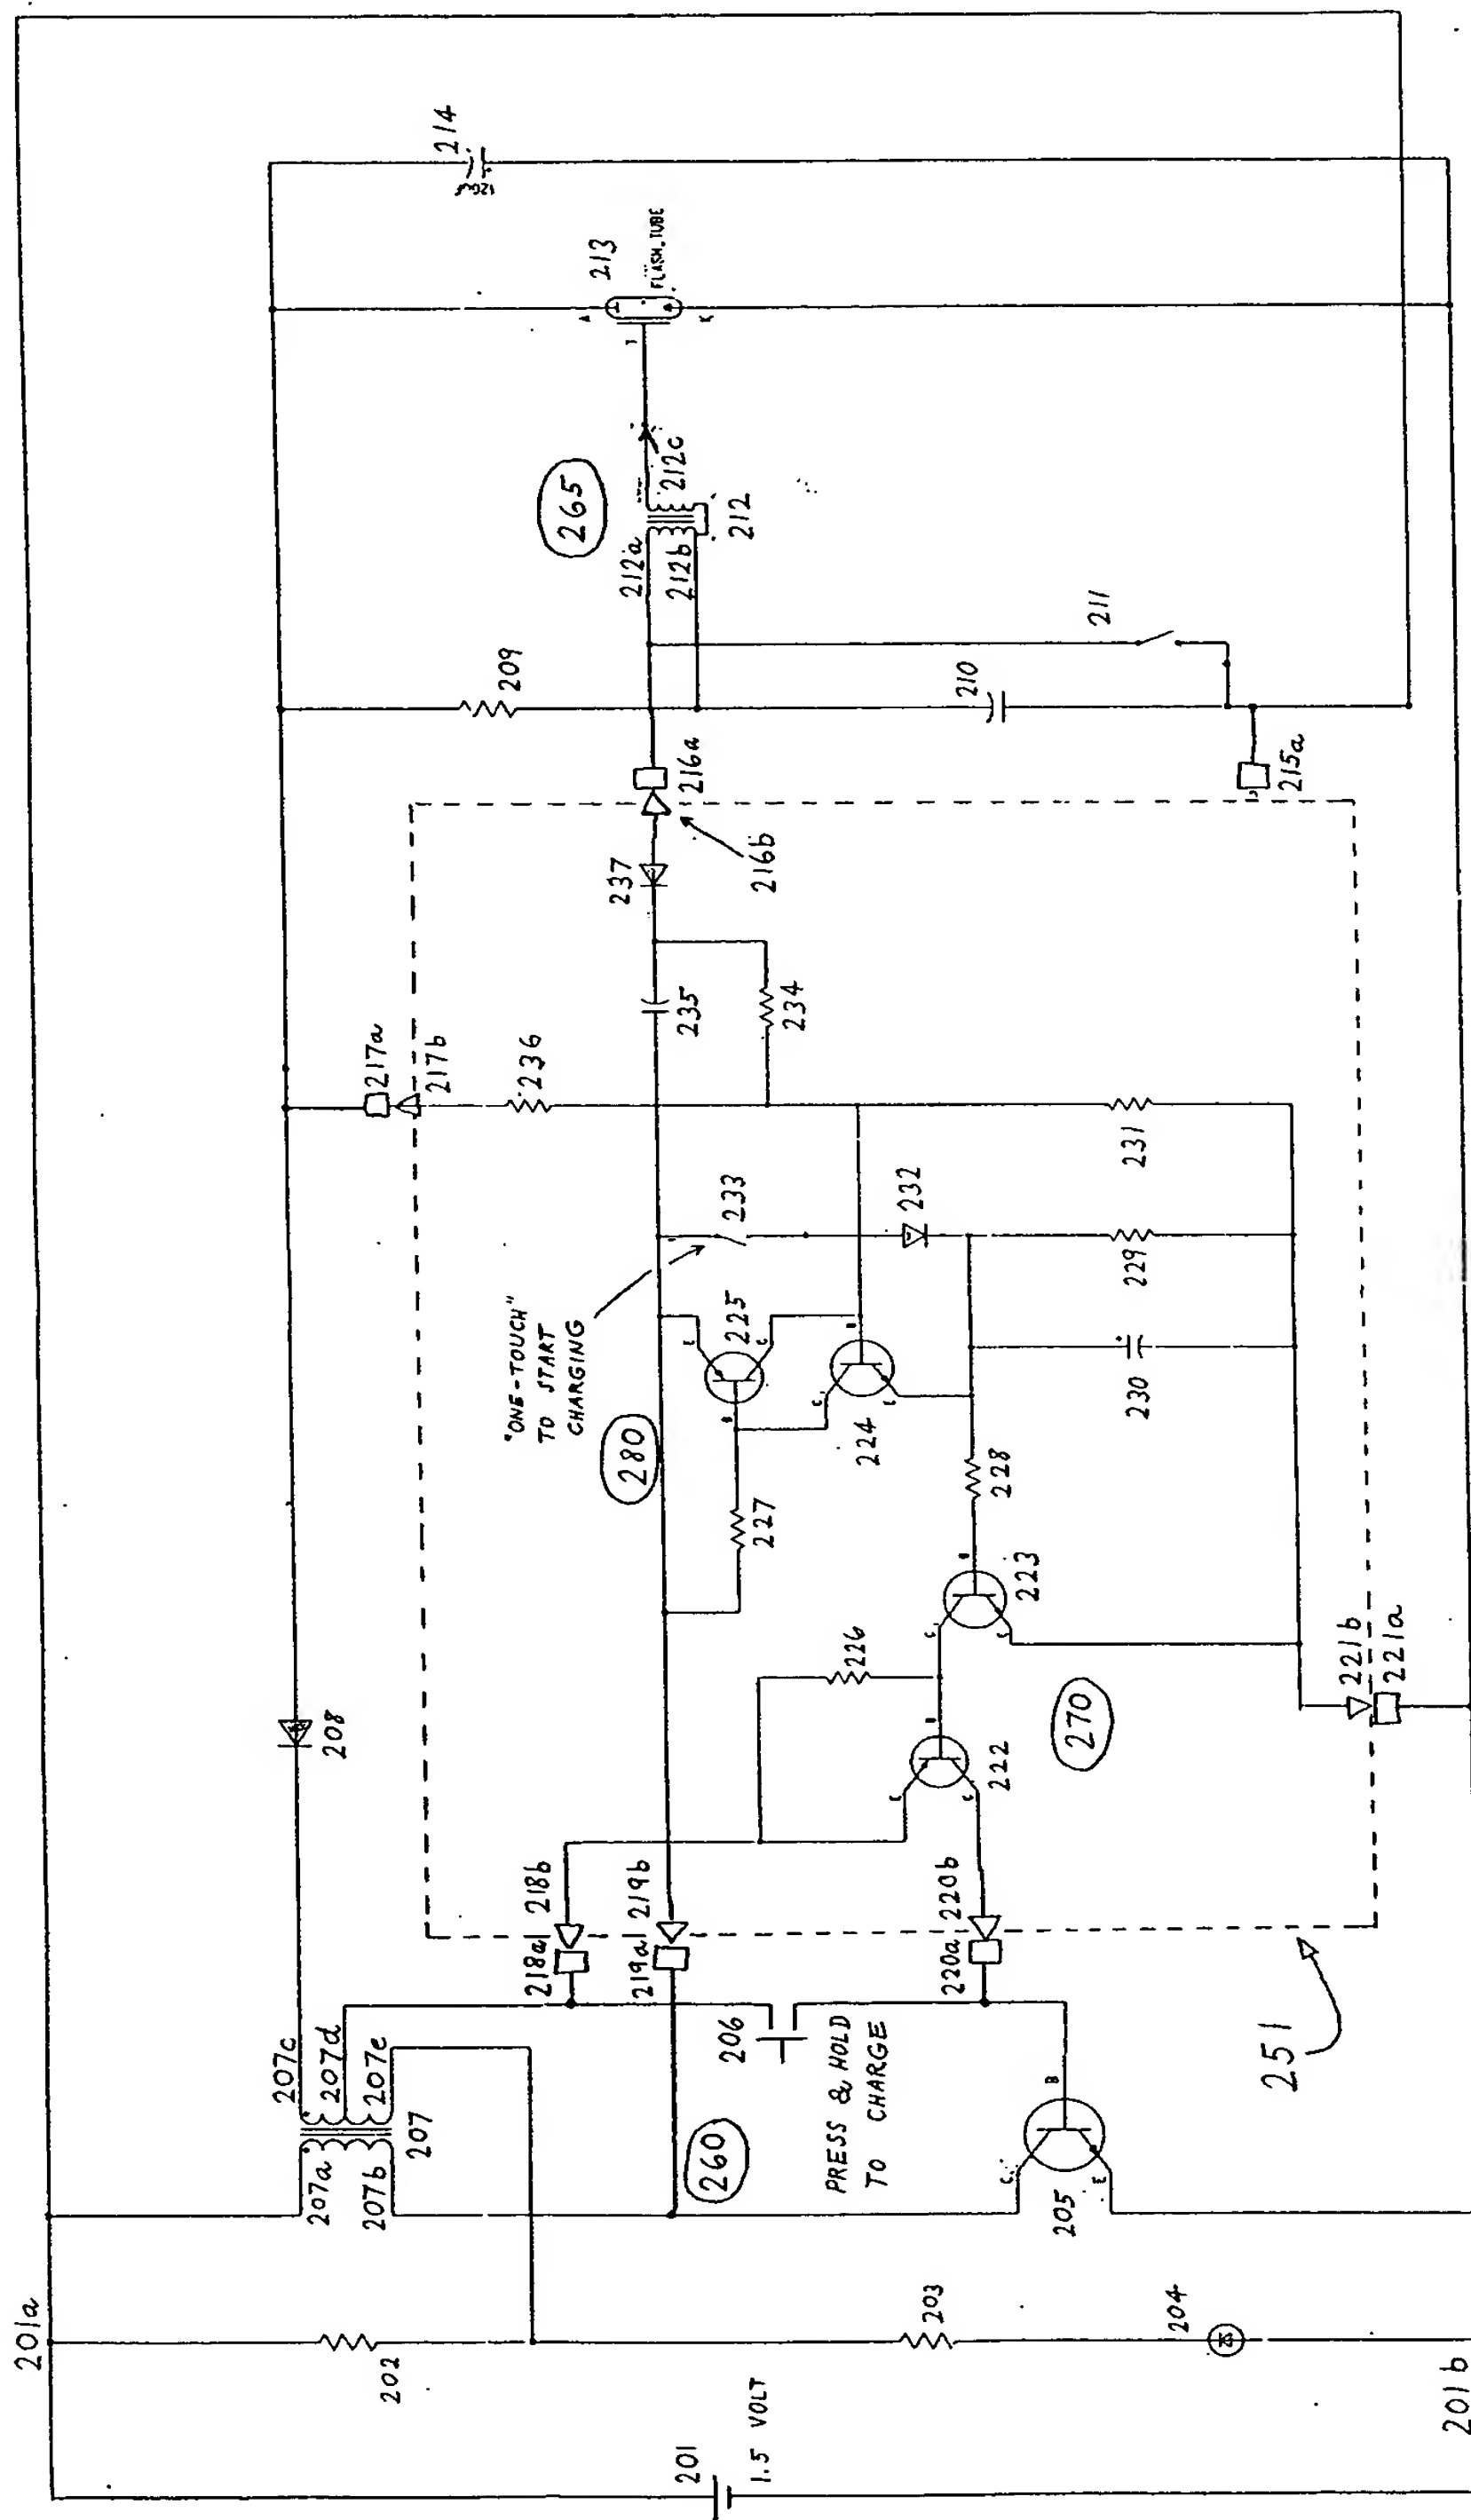 201a
202
201
1.5 VOLT
203
204
201b
207c
207d
207e
207a
207b
207
260
206
PRESS & HOLD
TO CHARGE
B
C
E
205
251
208
218a
218b
219a
219b
220a
220b
226
222
B
270
223
B
C
221b
221a
280
227
228
"ONE-TOUCH"
TO START
CHARGING
225
224
B
C
233
232
230
229
231
217a
217b
236
235
234
237
216b
216a
215a
209
210
211
265
212a
212b
212c
212
213
FLASH.TUBE
A
K
T
214